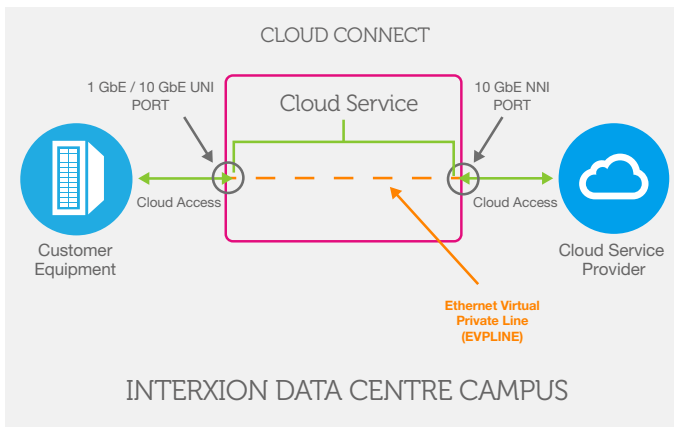 CLOUD CONNECT
1 GbE / 10 GbE UNI
PORT
10 GbE NNI
PORT
Cloud Service
Cloud Access
Cloud Access
Customer
Equipment
Cloud Service
Provider
Ethernet Virtual
Private Line
(EVPLINE)
INTERXION DATA CENTRE CAMPUS